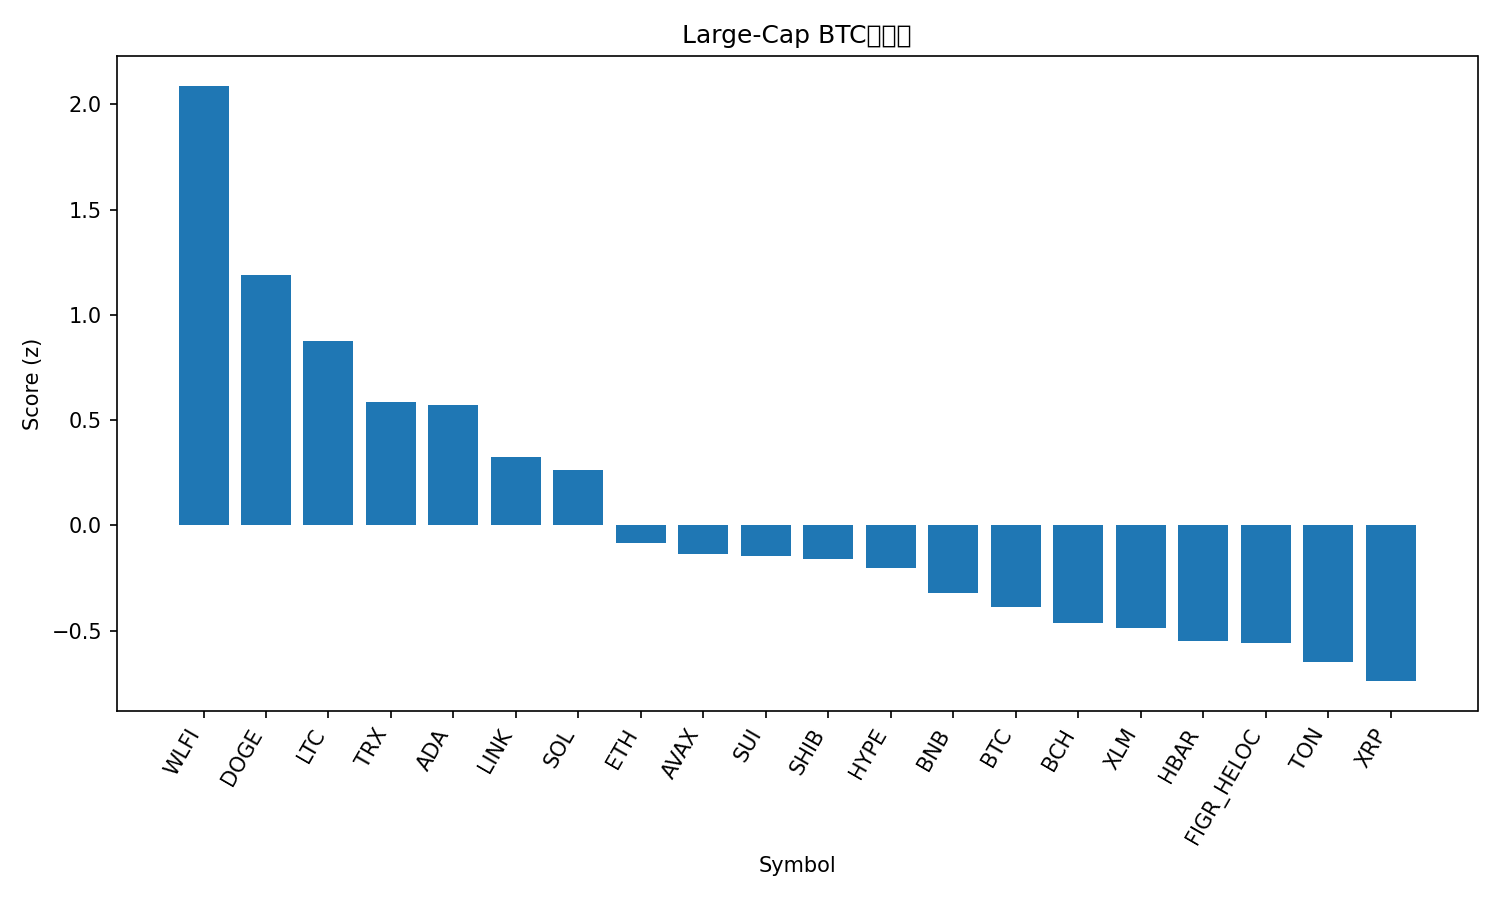 Large-Cap BTC
Score (z)
2.0
1.5
1.0
0.5
0.0
−0.5
WLFI
DOGE
LTC
TRX
ADA
LINK
SOL
ETH
AVAX
SUI
SHIB
HYPE
BNB
BTC
BCH
XLM
HBAR
FIGR_HELOC
TON
XRP
Symbol